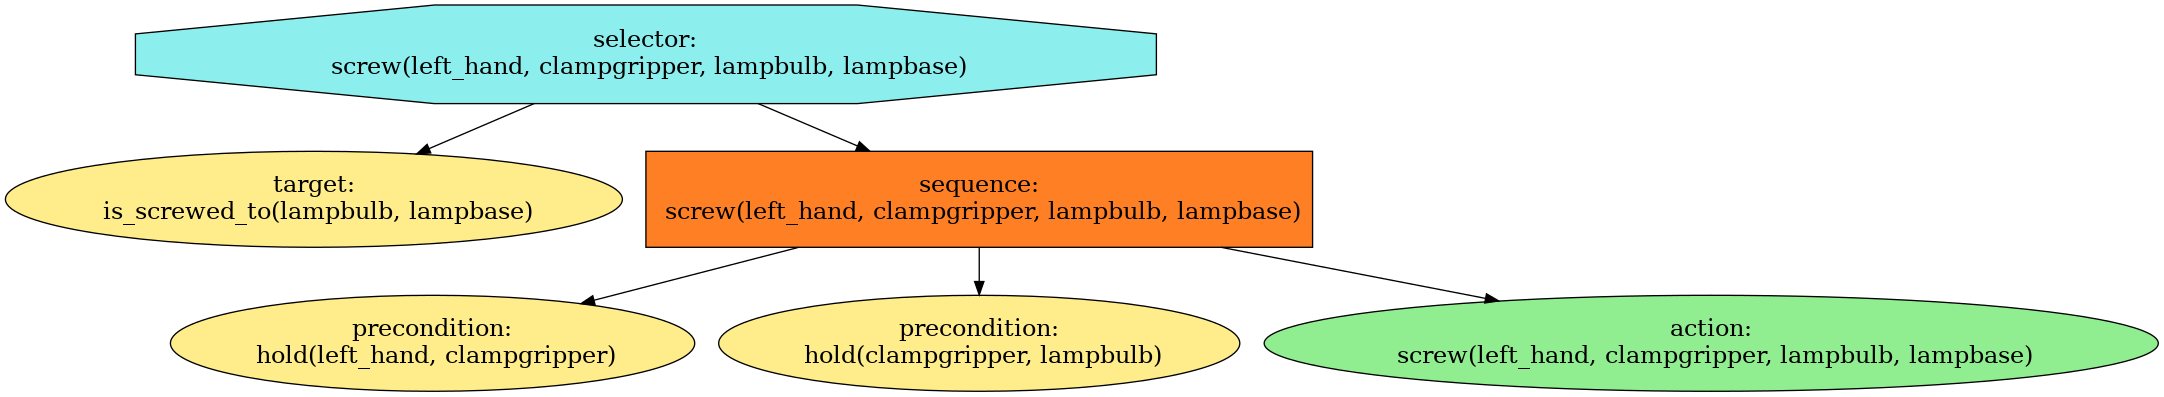 selector:
screw(left_hand, clampgripper, lampbulb, lampbase)
target:
is_screwed_to(lampbulb, lampbase)
sequence:
screw(left_hand, clampgripper, lampbulb, lampbase)
precondition:
hold(left_hand, clampgripper)
precondition:
hold(clampgripper, lampbulb)
action:
screw(left_hand, clampgripper, lampbulb, lampbase)